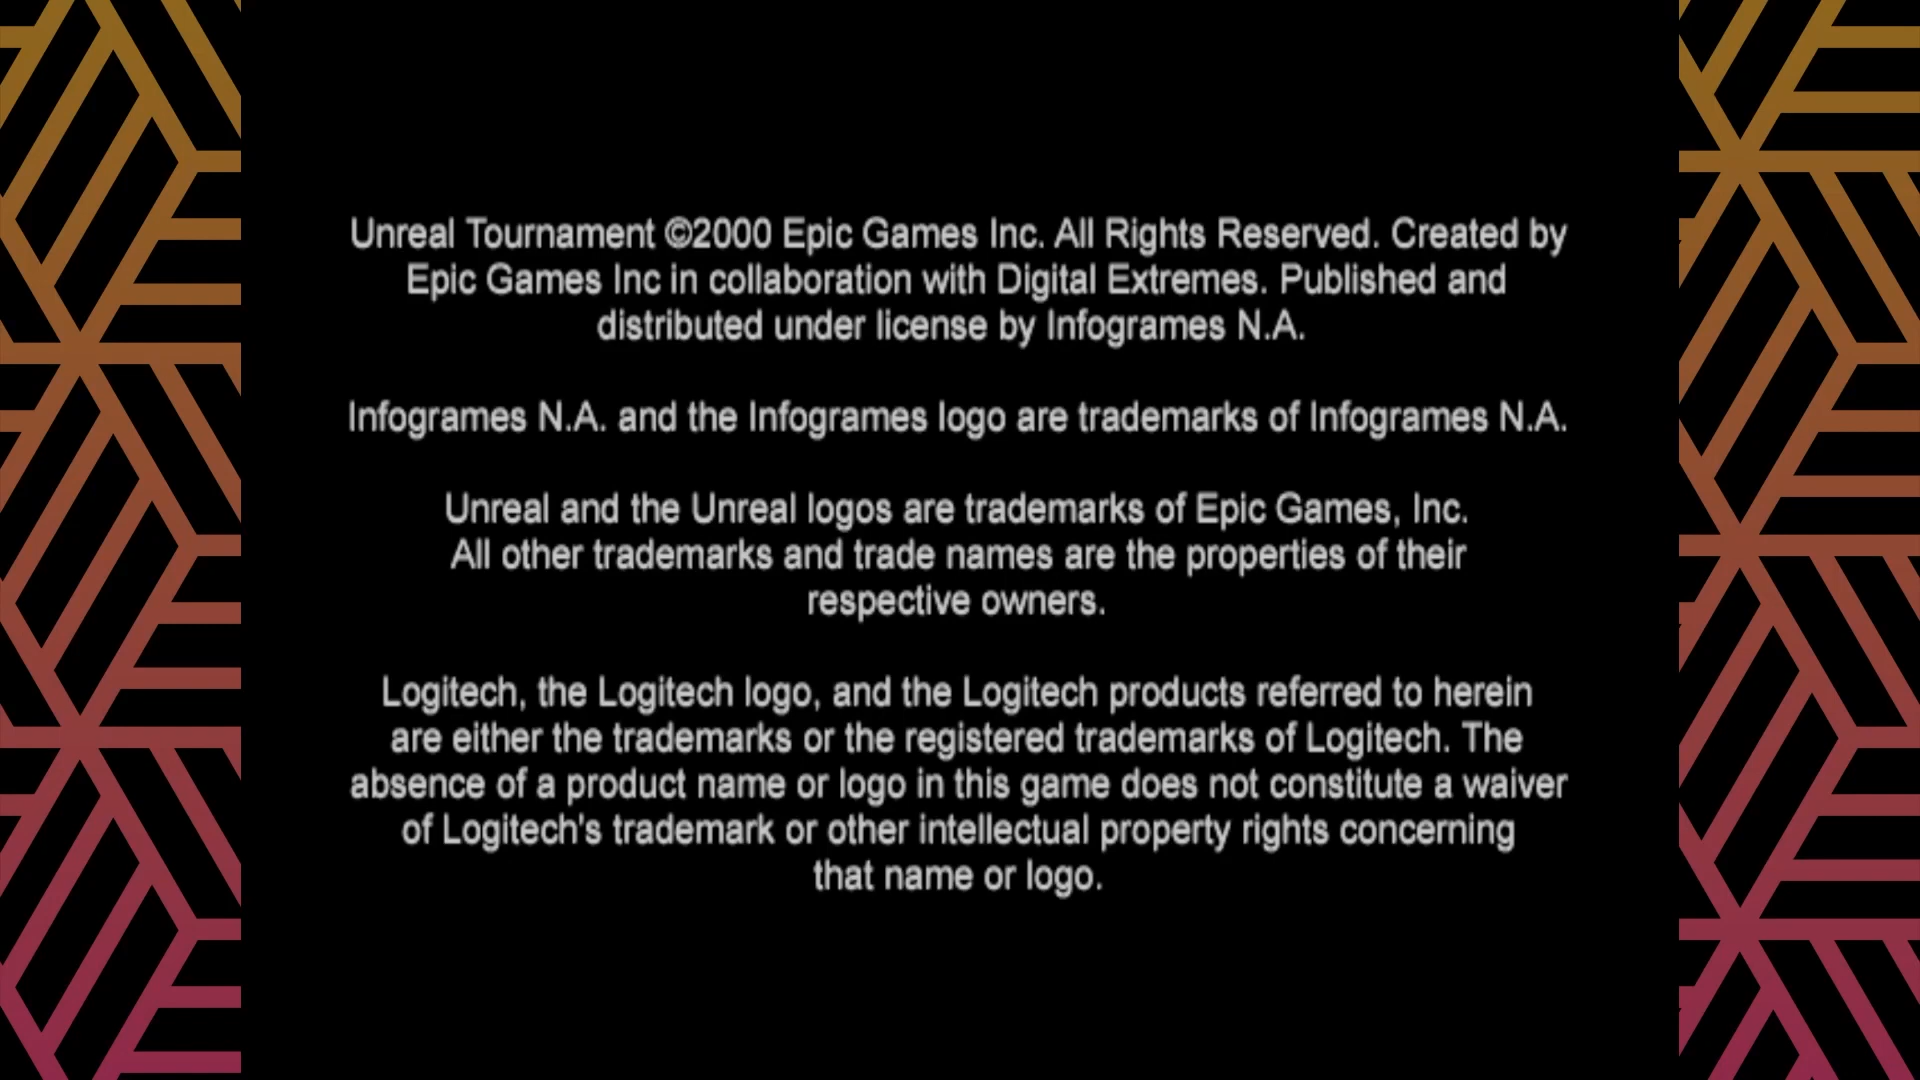 Unreal Tournament ©2000 Epic Games Inc. All Rights Reserved. Created by
Epic Games Inc in collaboration with Digital Extremes. Published and
distributed under license by Infogrames N.A.
Infogrames N.A. and the Infogrames logo are trademarks of Infogrames N.A.
Unreal and the Unreal logos are trademarks of Epic Games, Inc.
All other trademarks and trade names are the properties of their
respective owners.
Logitech, the Logitech logo, and the Logitech products referred to herein
are either the trademarks or the registered trademarks of Logitech. The
absence of a product name or logo in this game does not constitute a waiver
of Logitech's trademark or other intellectual property rights concerning
that name or logo.